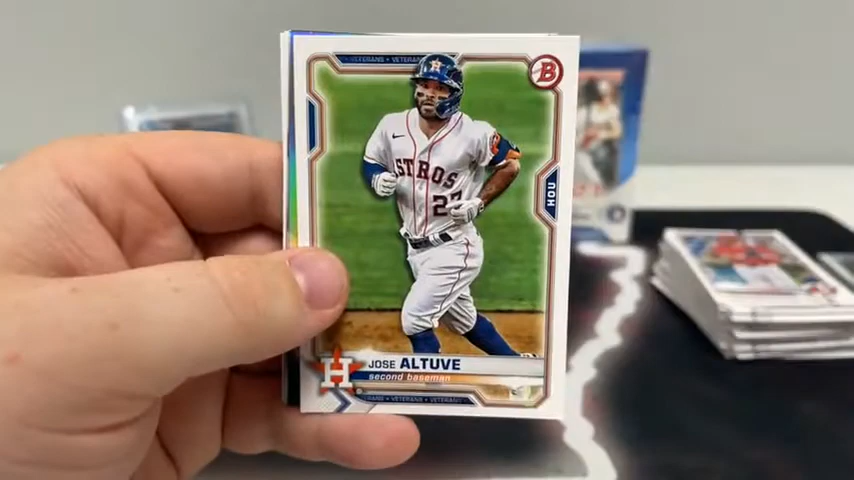 VETERANS • VETERANS
B
HOU
ASTROS
27
H
JOSE ALTUVE
second baseman
VETERANS • VETERANS